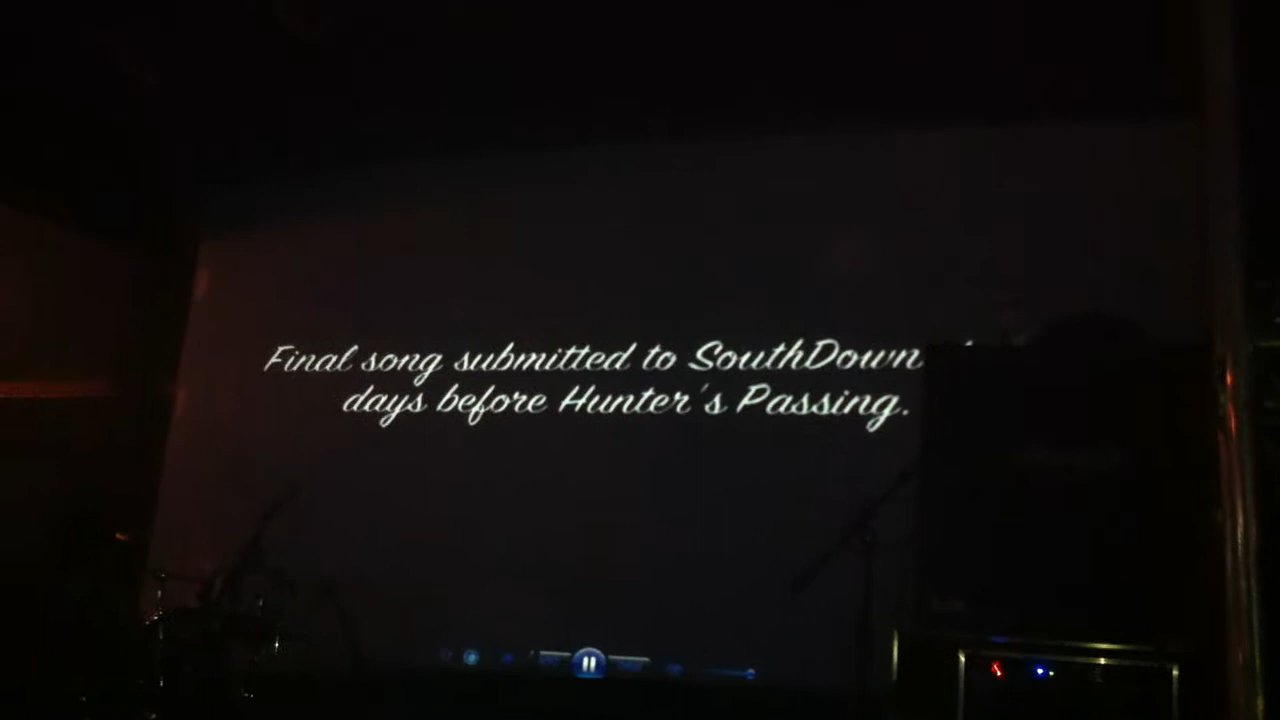 Final song submitted to SouthDown
days before Hunter's Passing.